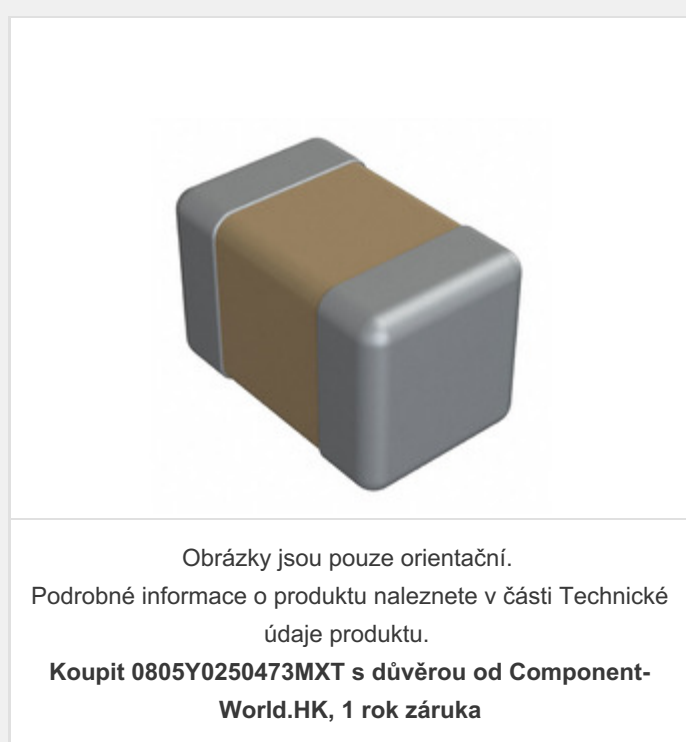 Obrázky jsou pouze orientační.
Podrobné informace o produktu naleznete v části Technické
údaje produktu.
Koupit 0805Y0250473MXT s důvěrou od Component-
World.HK, 1 rok záruka